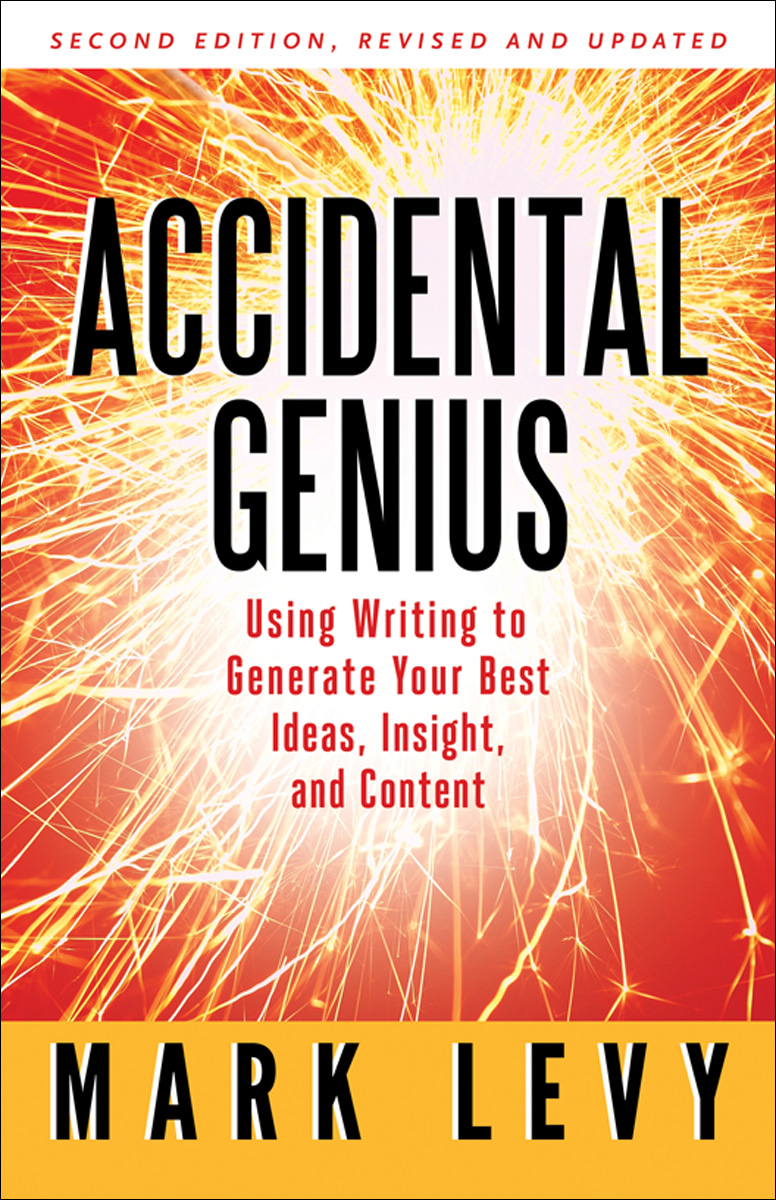 SECOND EDITION, REVISED AND UPDATED
ACCIDENTAL
GENIUS
Using Writing to
Generate Your Best
Ideas, Insight,
and Content
MARK LEVY